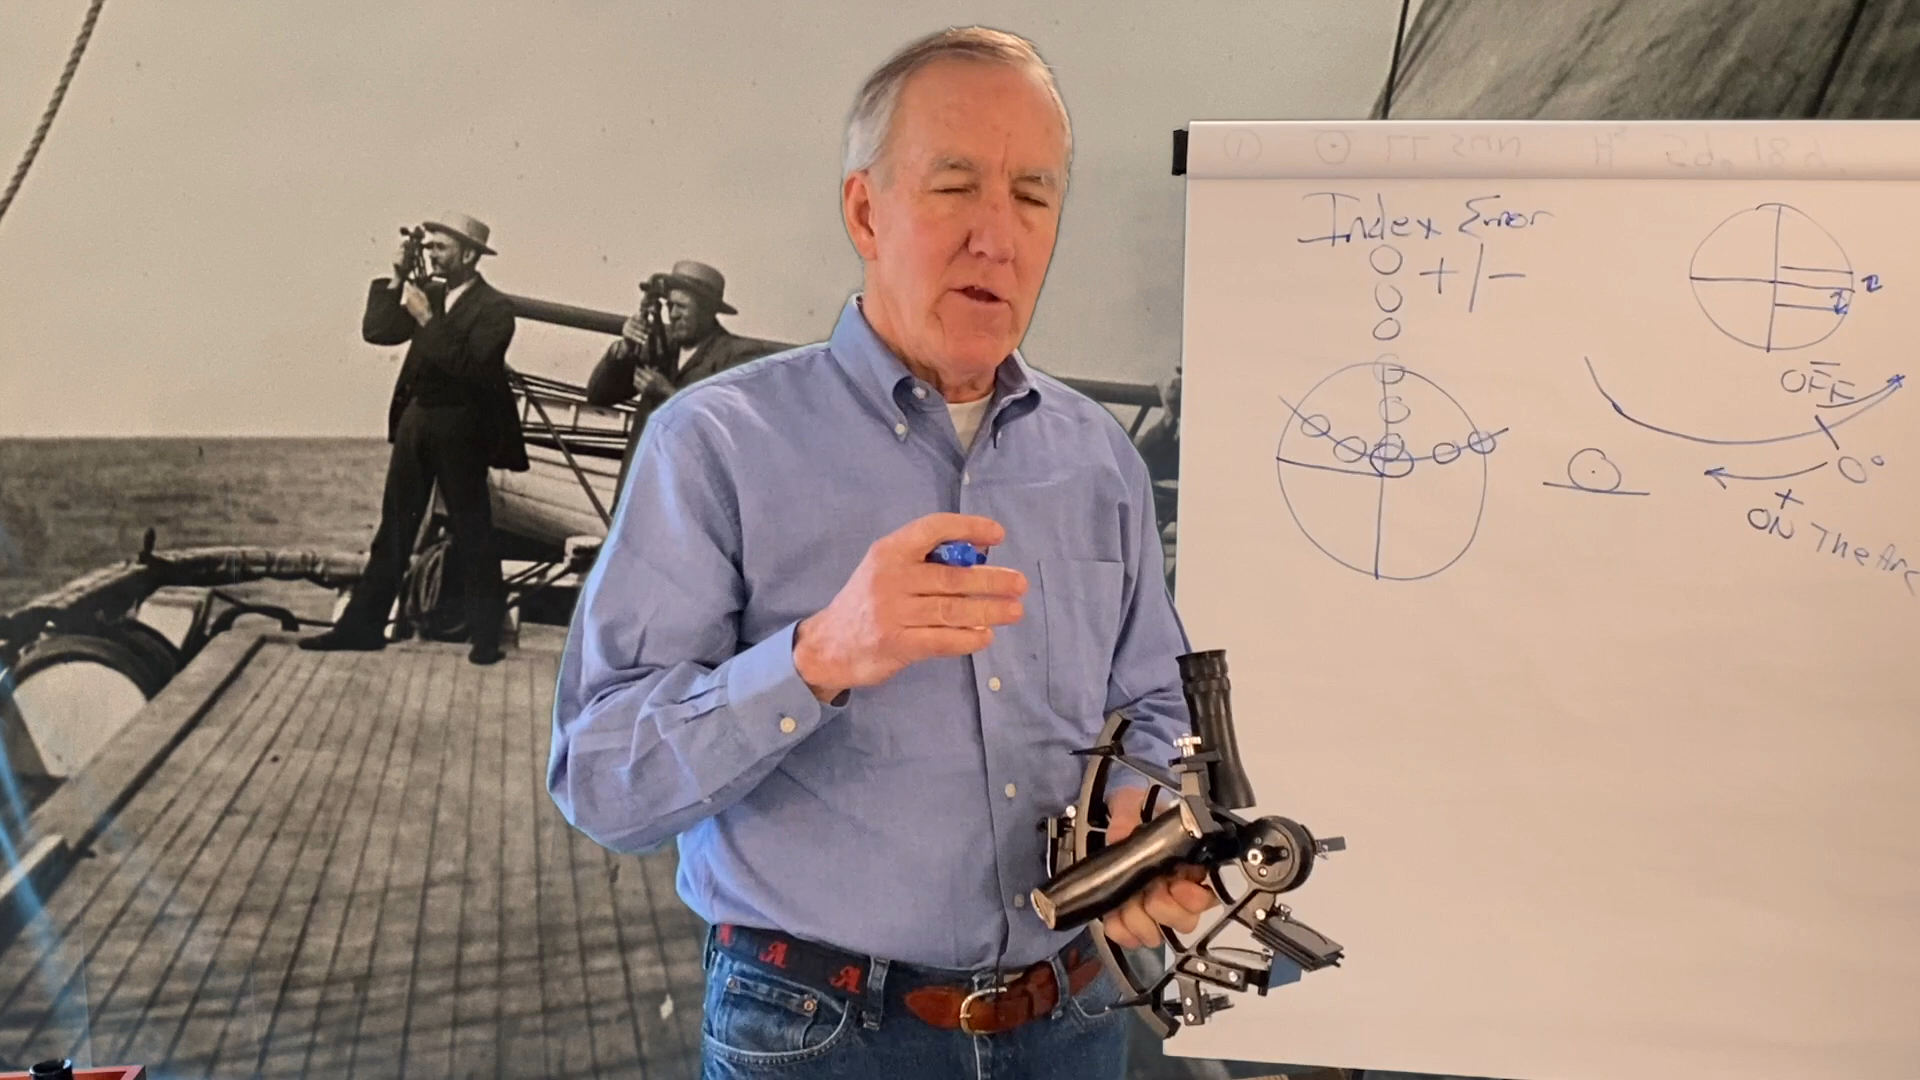 Index Error
+/-
OFF
-
0°
+
ON The Arc
A A